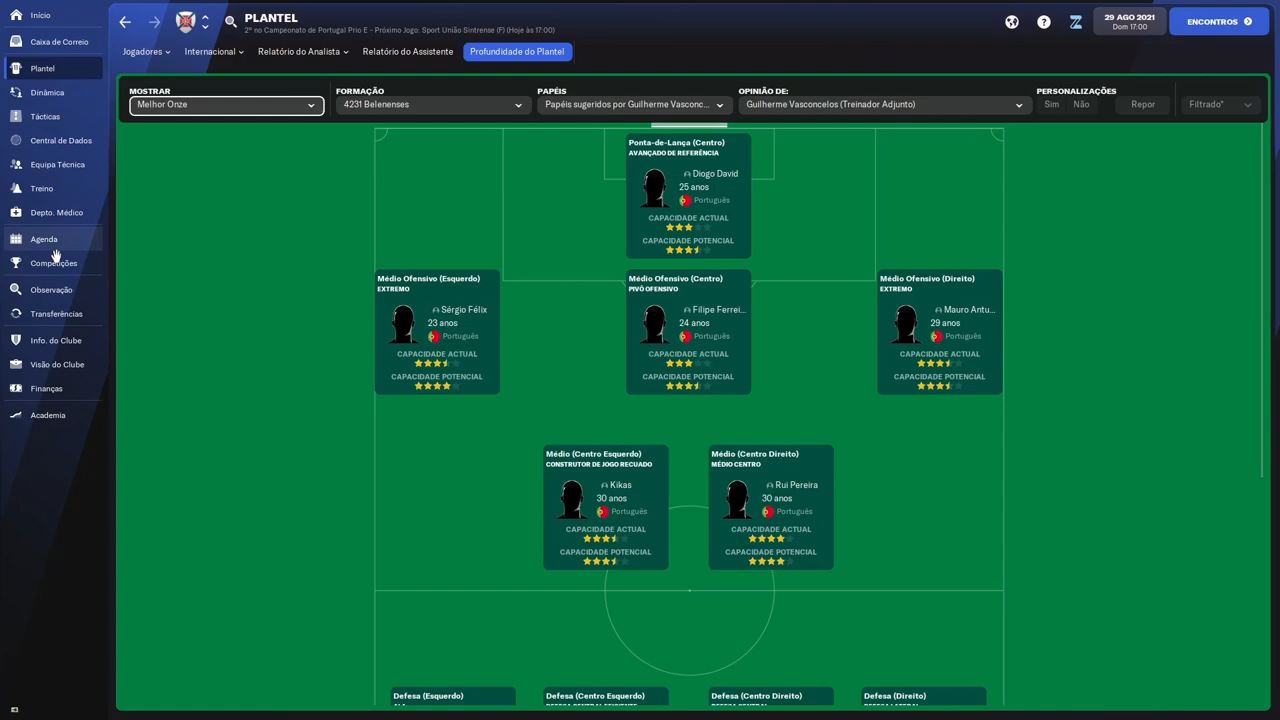 Início
Caixa de Correio
Plantel
Dinâmica
Tácticas
Central de Dados
Equipa Técnica
Treino
Depto. Médico
Agenda
Competições
Observação
Transferências
Info. do Clube
Visão do Clube
Finanças
Academia
PLANTEL
2º no Campeonato de Portugal Prio E - Próximo Jogo: Sport União Sintrense (F) (Hoje às 17:00)
29 AGO 2021
Dom 17:00
ENCONTROS
Jogadores
Internacional
Relatório do Analista
Relatório do Assistente
Profundidade do Plantel
MOSTRAR
Melhor Onze
FORMAÇÃO
4231 Belenenses
PAPÉIS
Papéis sugeridos por Guilherme Vasconc...
OPINIÃO DE:
Guilherme Vasconcelos (Treinador Adjunto)
PERSONALIZAÇÕES
Sim Não
Repor
Filtrado*
Ponta-de-Lança (Centro)
AVANÇADO DE REFERÊNCIA
Diogo David
25 anos
Português
CAPACIDADE ACTUAL
CAPACIDADE POTENCIAL
Médio Ofensivo (Esquerdo)
EXTREMO
Sérgio Félix
23 anos
Português
CAPACIDADE ACTUAL
CAPACIDADE POTENCIAL
Médio Ofensivo (Centro)
PIVÔ OFENSIVO
Filipe Ferrei...
24 anos
Português
CAPACIDADE ACTUAL
CAPACIDADE POTENCIAL
Médio Ofensivo (Direito)
EXTREMO
Mauro Antu...
29 anos
Português
CAPACIDADE ACTUAL
CAPACIDADE POTENCIAL
Médio (Centro Esquerdo)
CONSTRUTOR DE JOGO RECUADO
Kikas
30 anos
Português
CAPACIDADE ACTUAL
CAPACIDADE POTENCIAL
Médio (Centro Direito)
MÉDIO CENTRO
Rui Pereira
30 anos
Português
CAPACIDADE ACTUAL
CAPACIDADE POTENCIAL
Defesa (Esquerdo)
Defesa (Centro Esquerdo)
Defesa (Centro Direito)
Defesa (Direito)